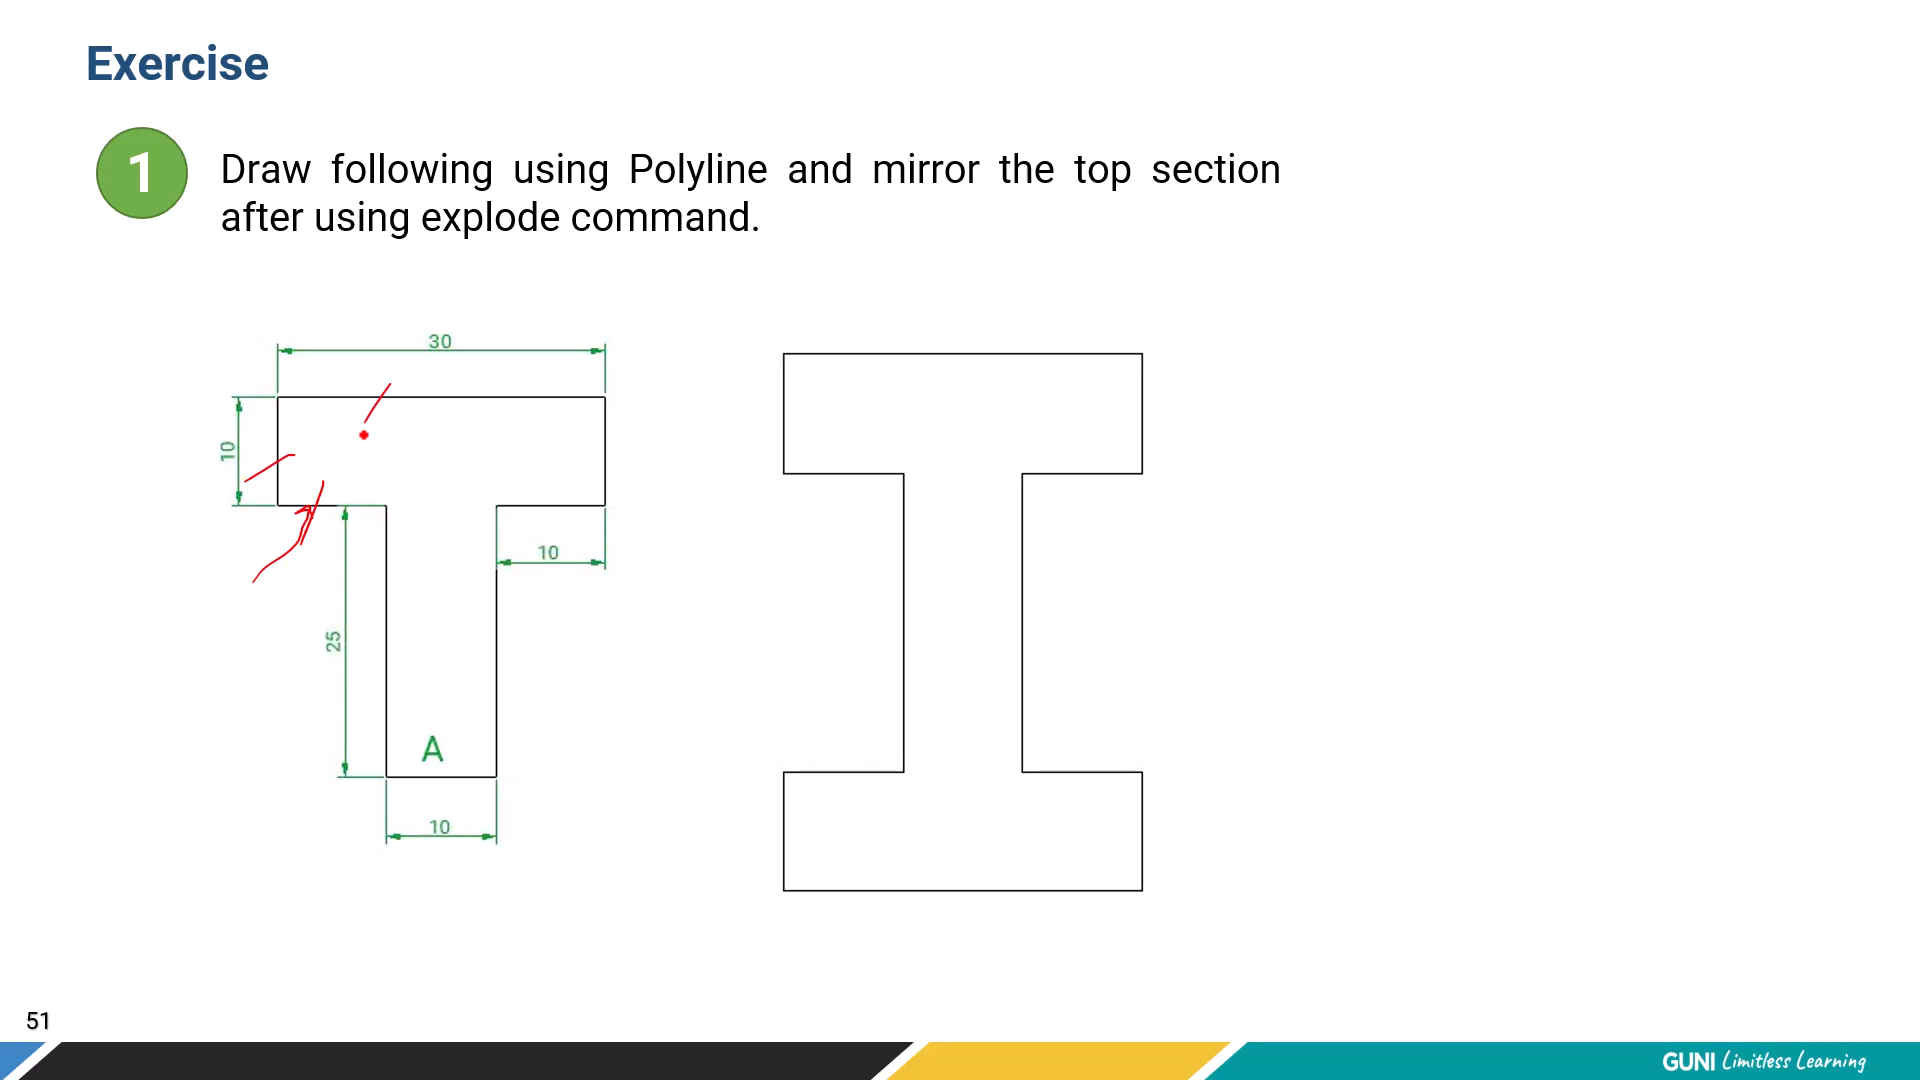 Exercise
1
Draw following using Polyline and mirror the top section
after using explode command.
30
10
10
25
A
10
51
GUNI Limitless Learning